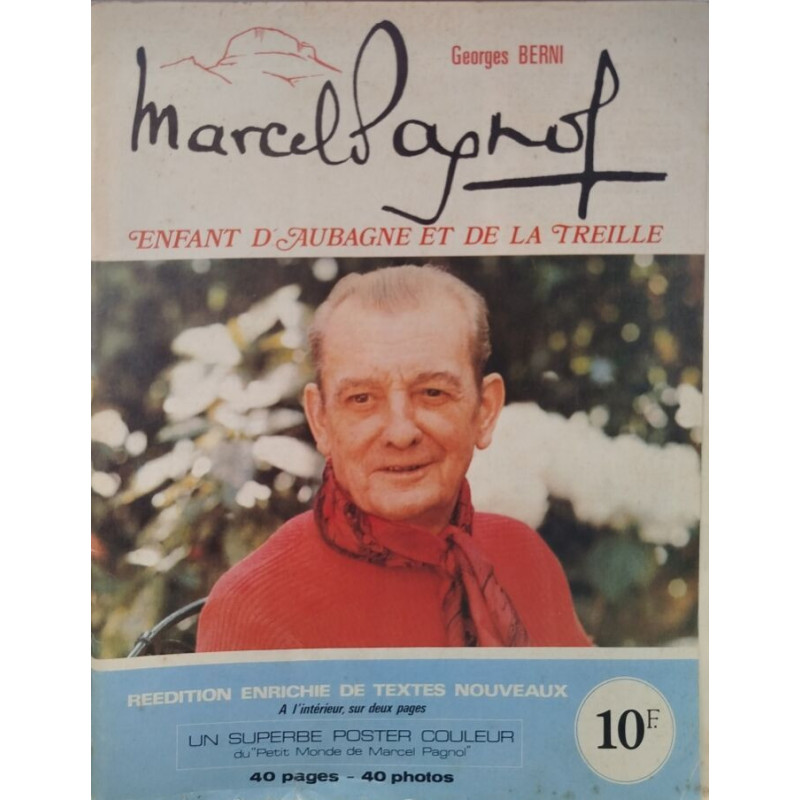 Georges BERNI
Marcel Pagnol
ENFANT D'AUBAGNE ET DE LA TREILLE
REEDITION ENRICHIE DE TEXTES NOUVEAUX
A l'intérieur, sur deux pages
UN SUPERBE POSTER COULEUR
du "Petit Monde de Marcel Pagnol"
40 pages - 40 photos
10F.